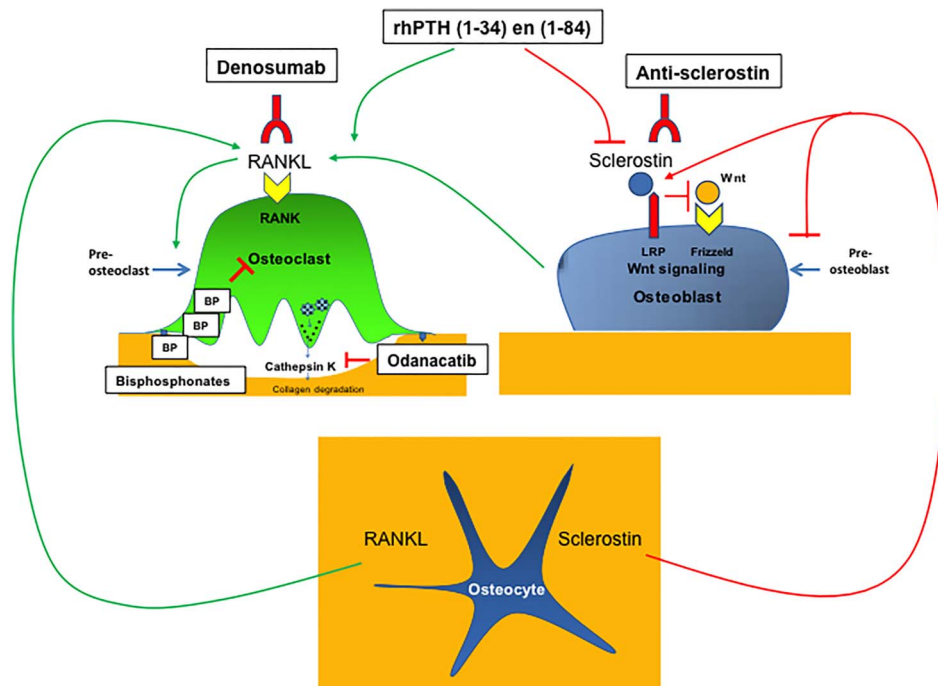 rhPTH (1-34) en (1-84)
Denosumab
Anti-sclerostin
RANKL
Sclerostin
Wnt
RANK
LRP
Frizzeld
Pre-
osteoclast
Osteoclast
Wnt signaling
Pre-
osteoblast
Osteoblast
BP
BP
BP
Cathepsin K
Odanacatib
Bisphosphonates
Collagen degradation
RANKL
Sclerostin
Osteocyte